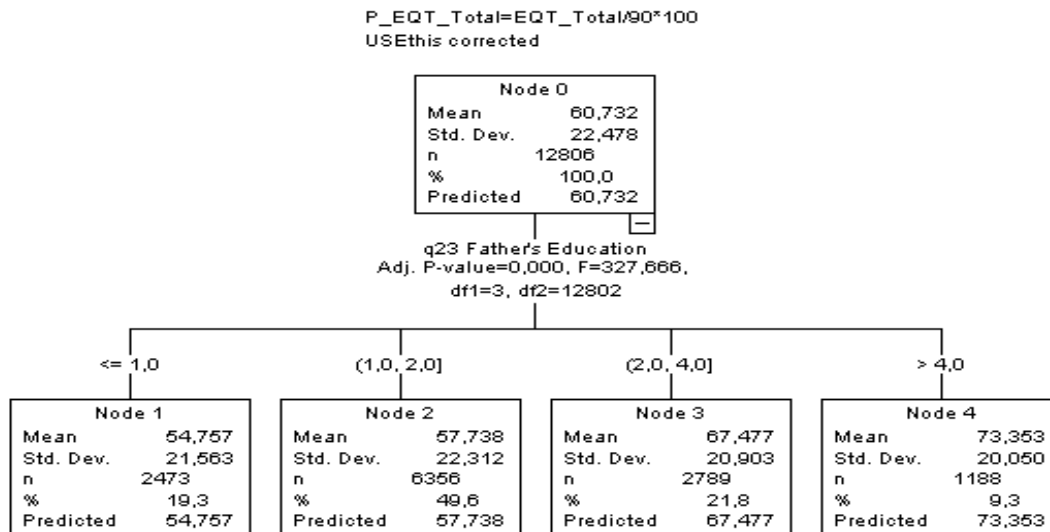 P_EQT_Total=EQT_Total/90*100
USEthis corrected
Node 0
Mean 60,732
Std. Dev. 22,478
n 12806
% 100,0
Predicted 60,732
q23 Father's Education
Adj. P-value=0,000, F=327,666,
df1=3, df2=12802
<= 1,0
(1,0, 2,0]
(2,0, 4,0]
> 4,0
Node 1
Mean 54,757
Std. Dev. 21,563
n 2473
% 19,3
Predicted 54,757
Node 2
Mean 57,738
Std. Dev. 22,312
n 6356
% 49,6
Predicted 57,738
Node 3
Mean 67,477
Std. Dev. 20,903
n 2789
% 21,8
Predicted 67,477
Node 4
Mean 73,353
Std. Dev. 20,050
n 1188
% 9,3
Predicted 73,353